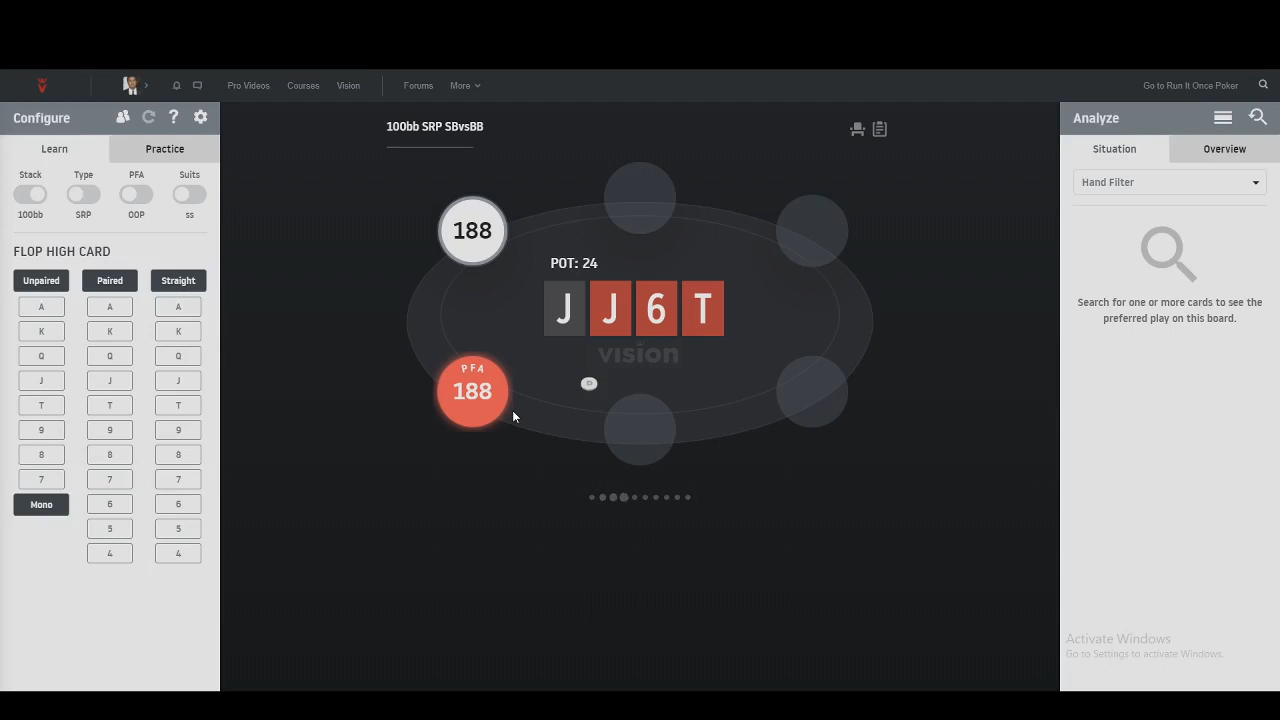 Pro Videos Courses Vision Forums More Go to Run It Once Poker
Configure
Learn Practice
Stack Type PFA Suits
100bb SRP OOP ss
FLOP HIGH CARD
Unpaired Paired Straight
A A A
K K K
Q Q Q
J J J
T T T
9 9 9
8 8 8
7 7 7
Mono 6 6
5 5
4 4
100bb SRP SBvsBB
188
POT: 24
J J 6 T
vision
PFA
188
D
Analyze
Situation Overview
Hand Filter
Search for one or more cards to see the
preferred play on this board.
Activate Windows
Go to Settings to activate Windows.